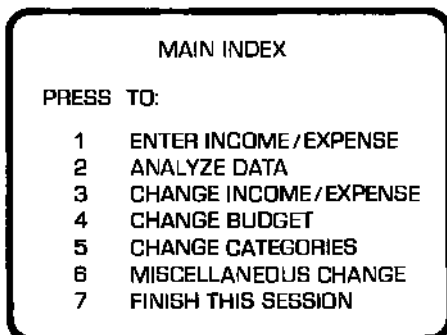 MAIN INDEX
PRESS TO:
1 ENTER INCOME/EXPENSE
2 ANALYZE DATA
3 CHANGE INCOME/EXPENSE
4 CHANGE BUDGET
5 CHANGE CATEGORIES
6 MISCELLANEOUS CHANGE
7 FINISH THIS SESSION